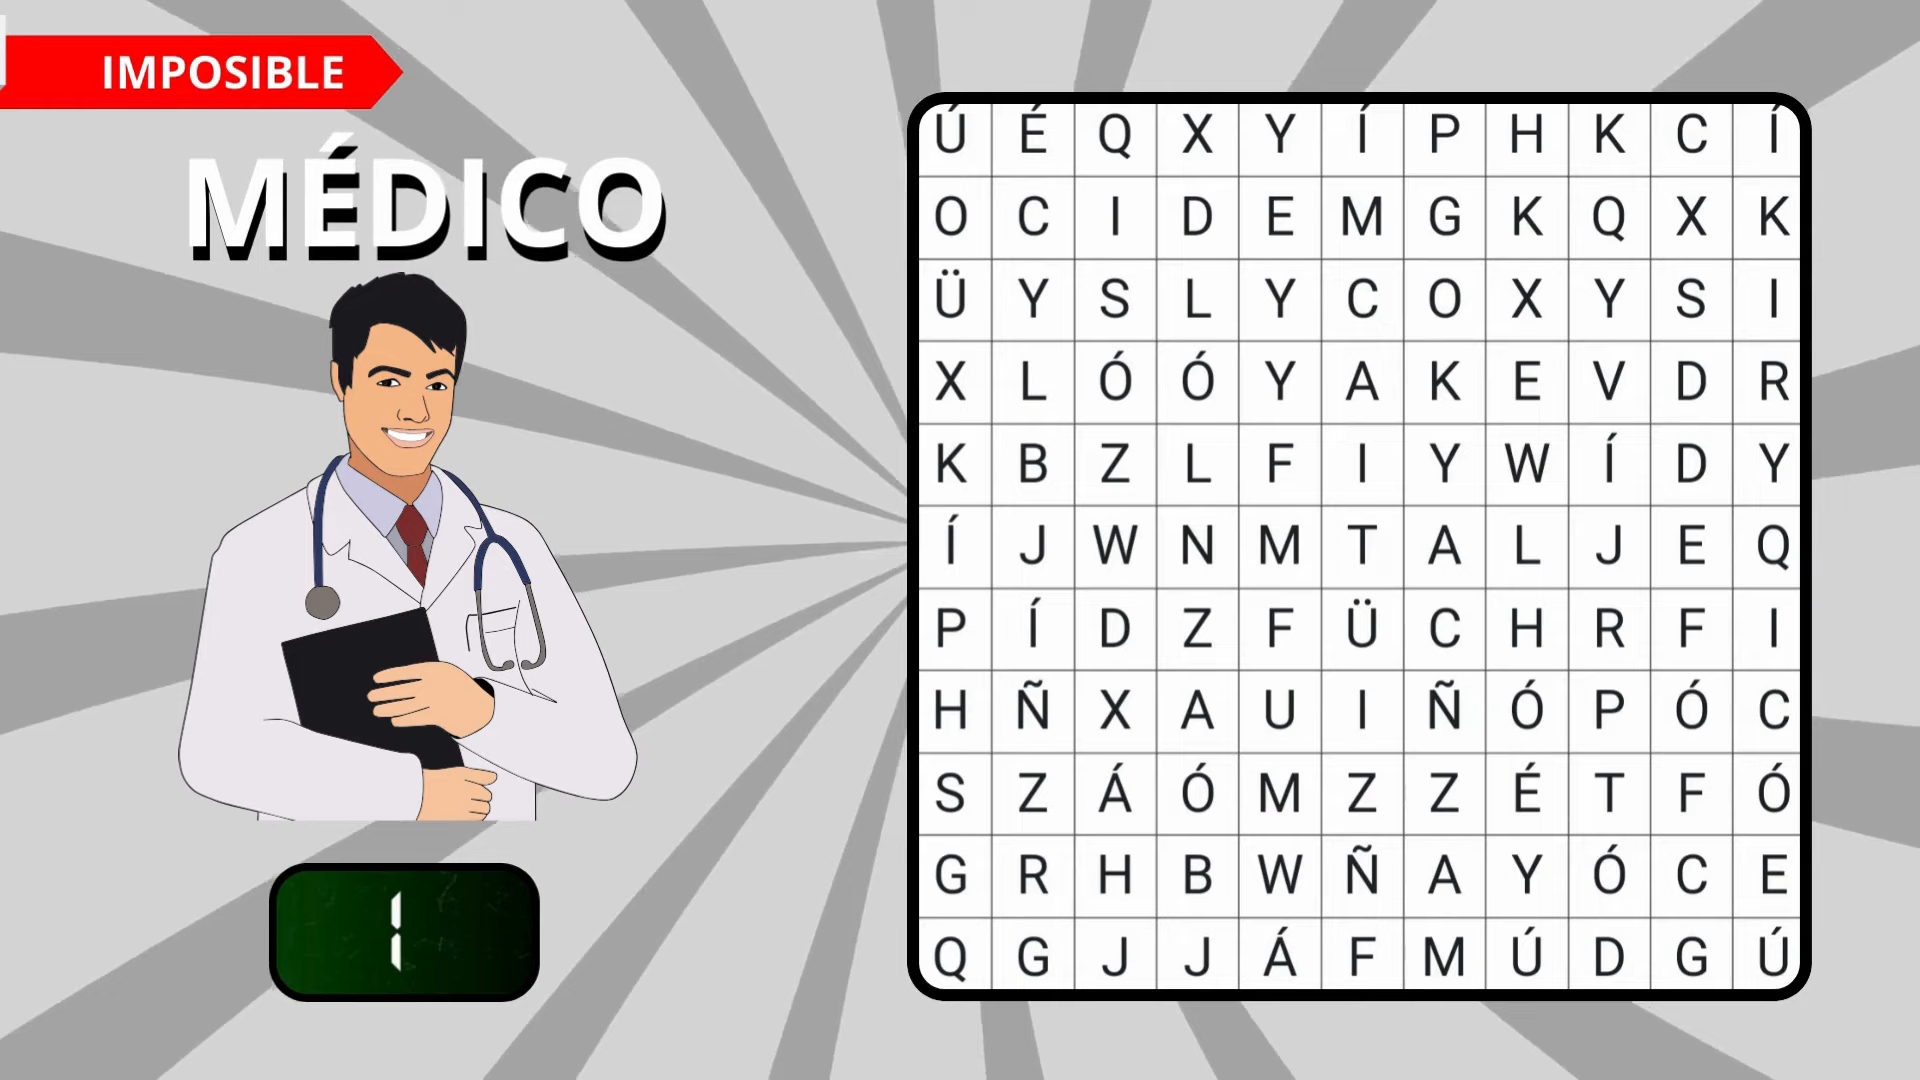 IMPOSIBLE
MÉDICO
1
Ú É Q X Y Í P H K C Í
O C I D E M G K Q X K
Ü Y S L Y C O X Y S I
X L Ó Ó Y A K E V D R
K B Z L F I Y W Í D Y
Í J W N M T A L J E Q
P Í D Z F Ü C H R F I
H Ñ X A U I Ñ Ó P Ó C
S Z Á Ó M Z Z É T F Ó
G R H B W Ñ A Y Ó C E
Q G J J Á F M Ú D G Ú